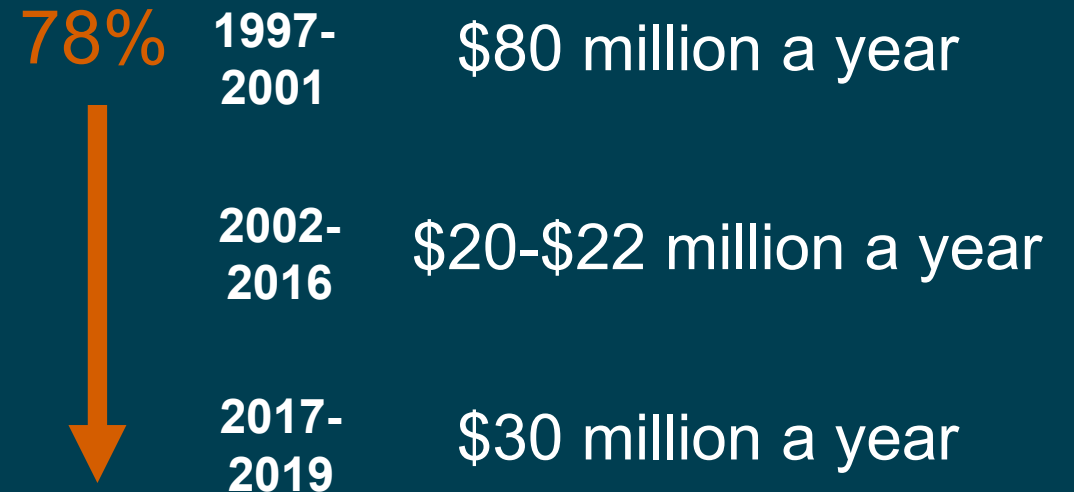 78%
1997-
2001
$80 million a year
2002-
2016
$20-$22 million a year
2017-
2019
$30 million a year